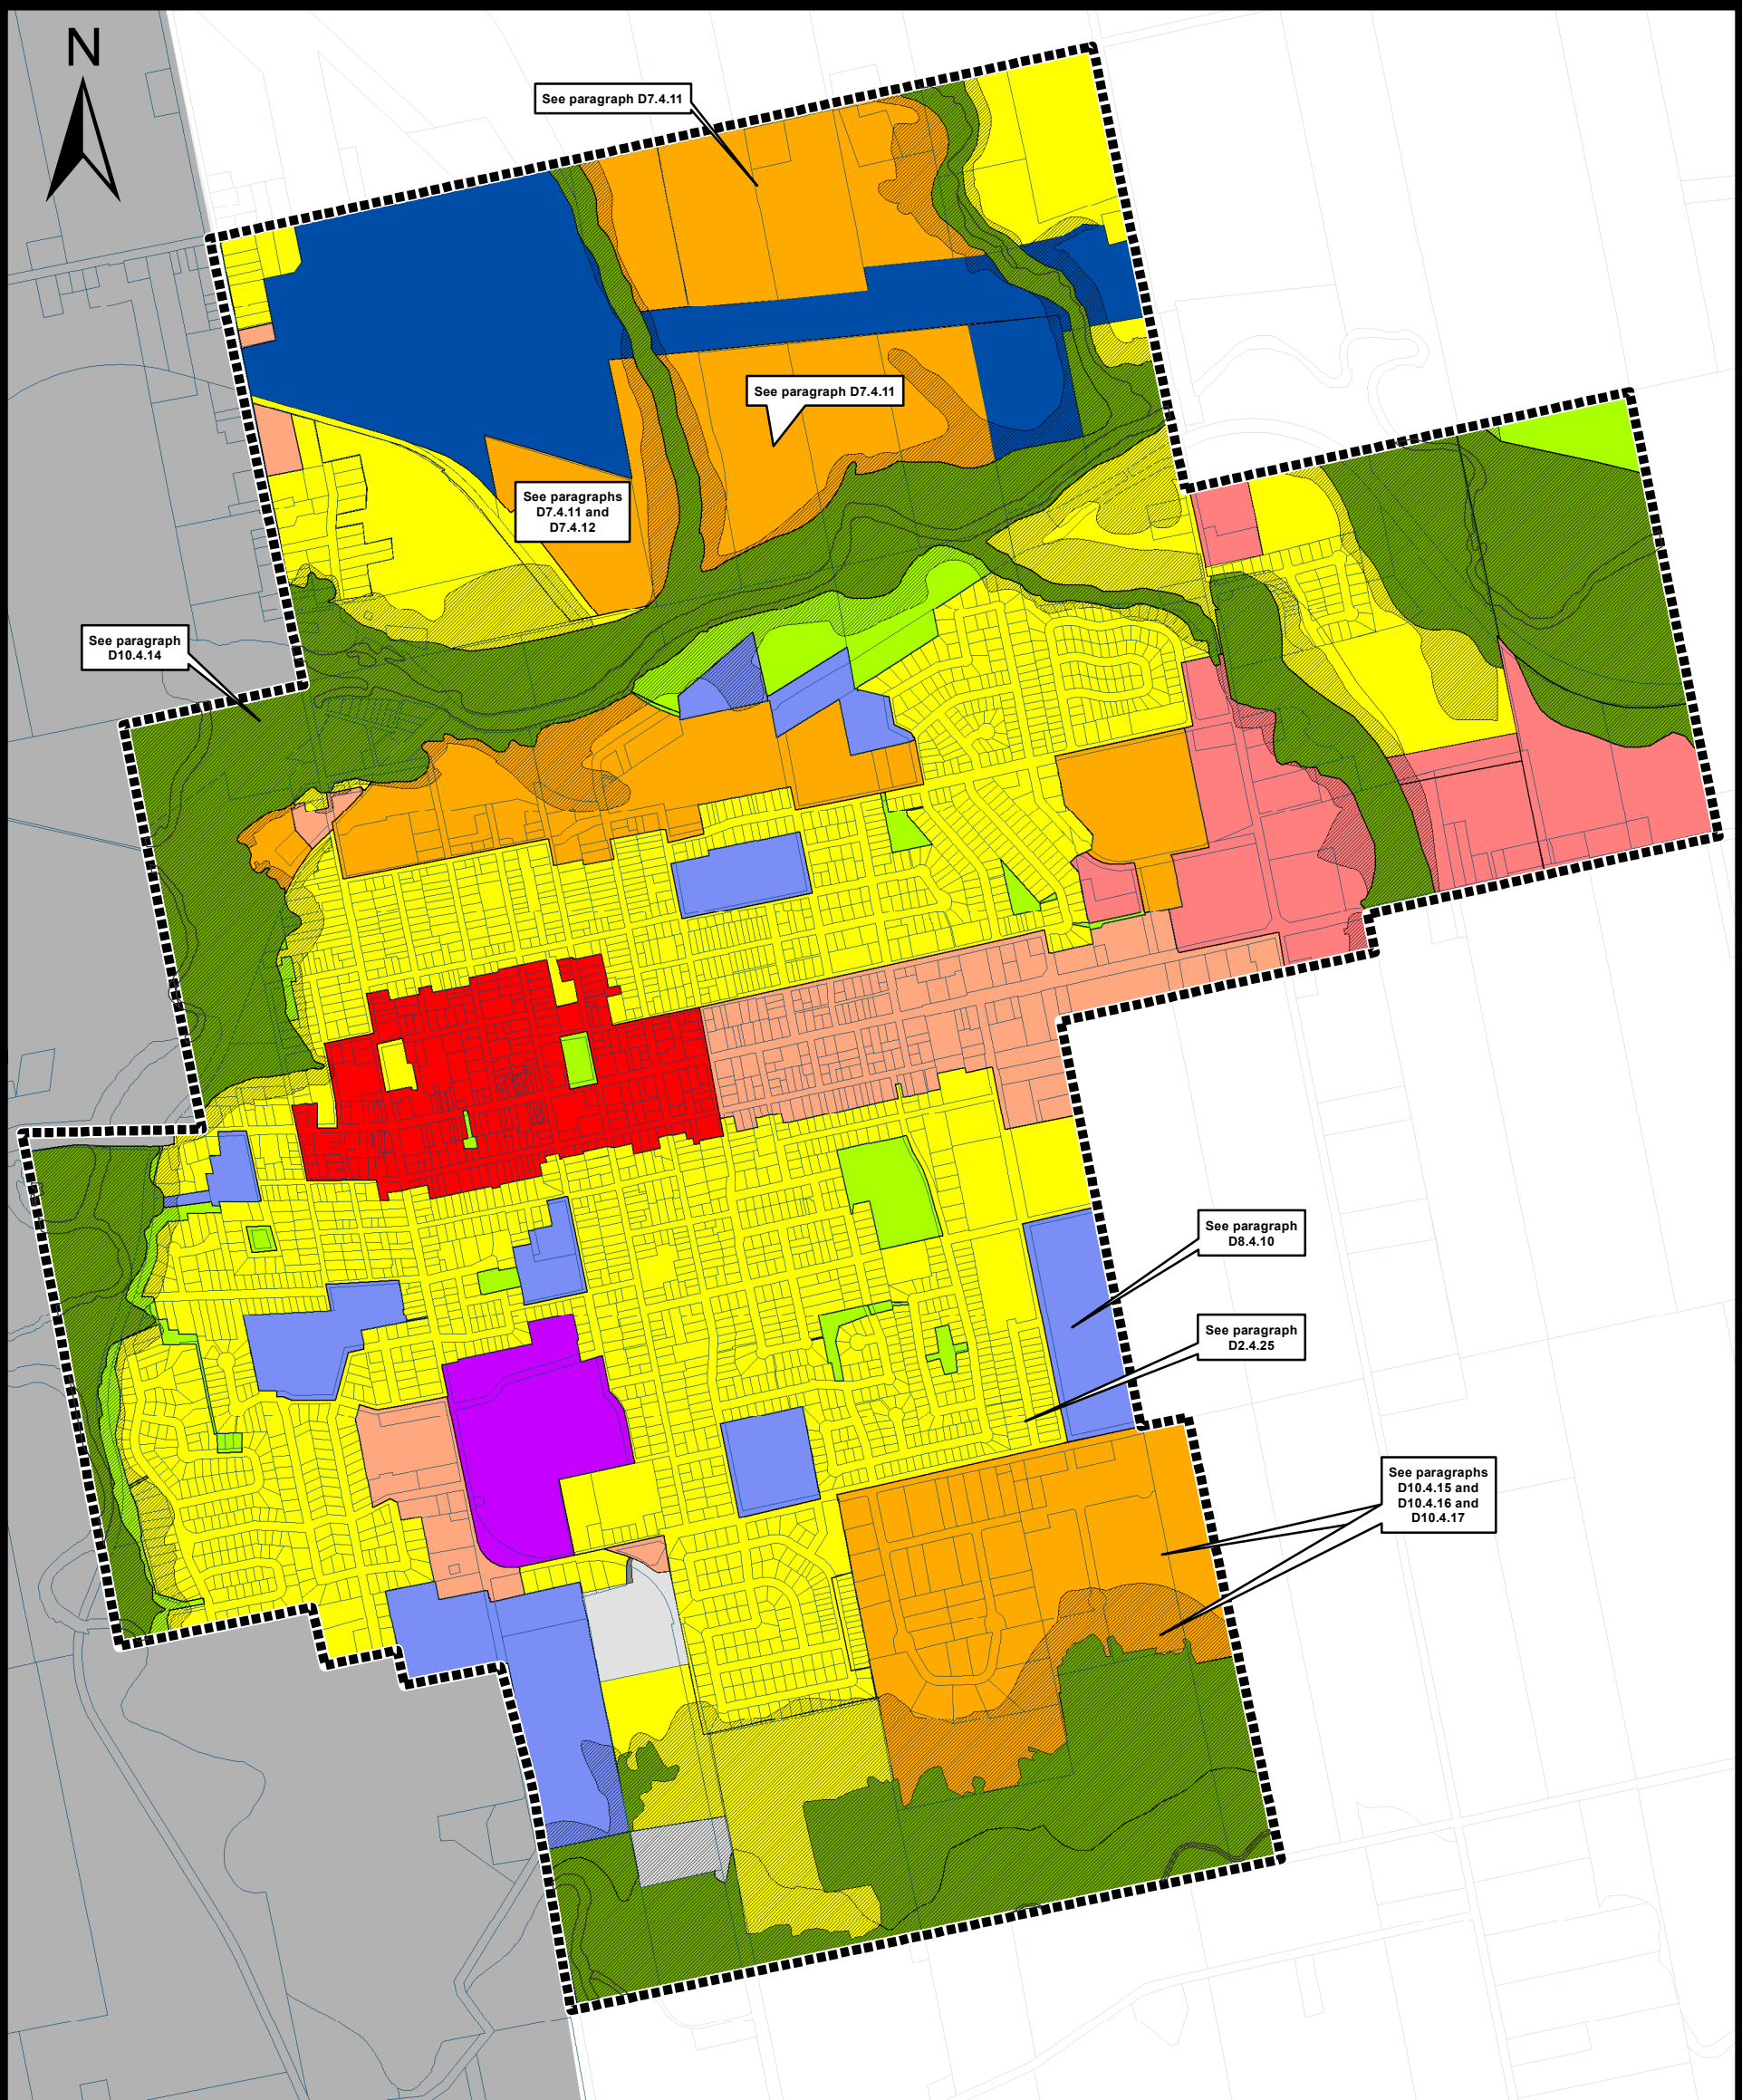 N
See paragraph D7.4.11
See paragraph D7.4.11
See paragraphs
D7.4.11 and
D7.4.12
See paragraph
D10.4.14
See paragraph
D8.4.10
See paragraph
D2.4.25
See paragraphs
D10.4.15 and
D10.4.16 and
D10.4.17